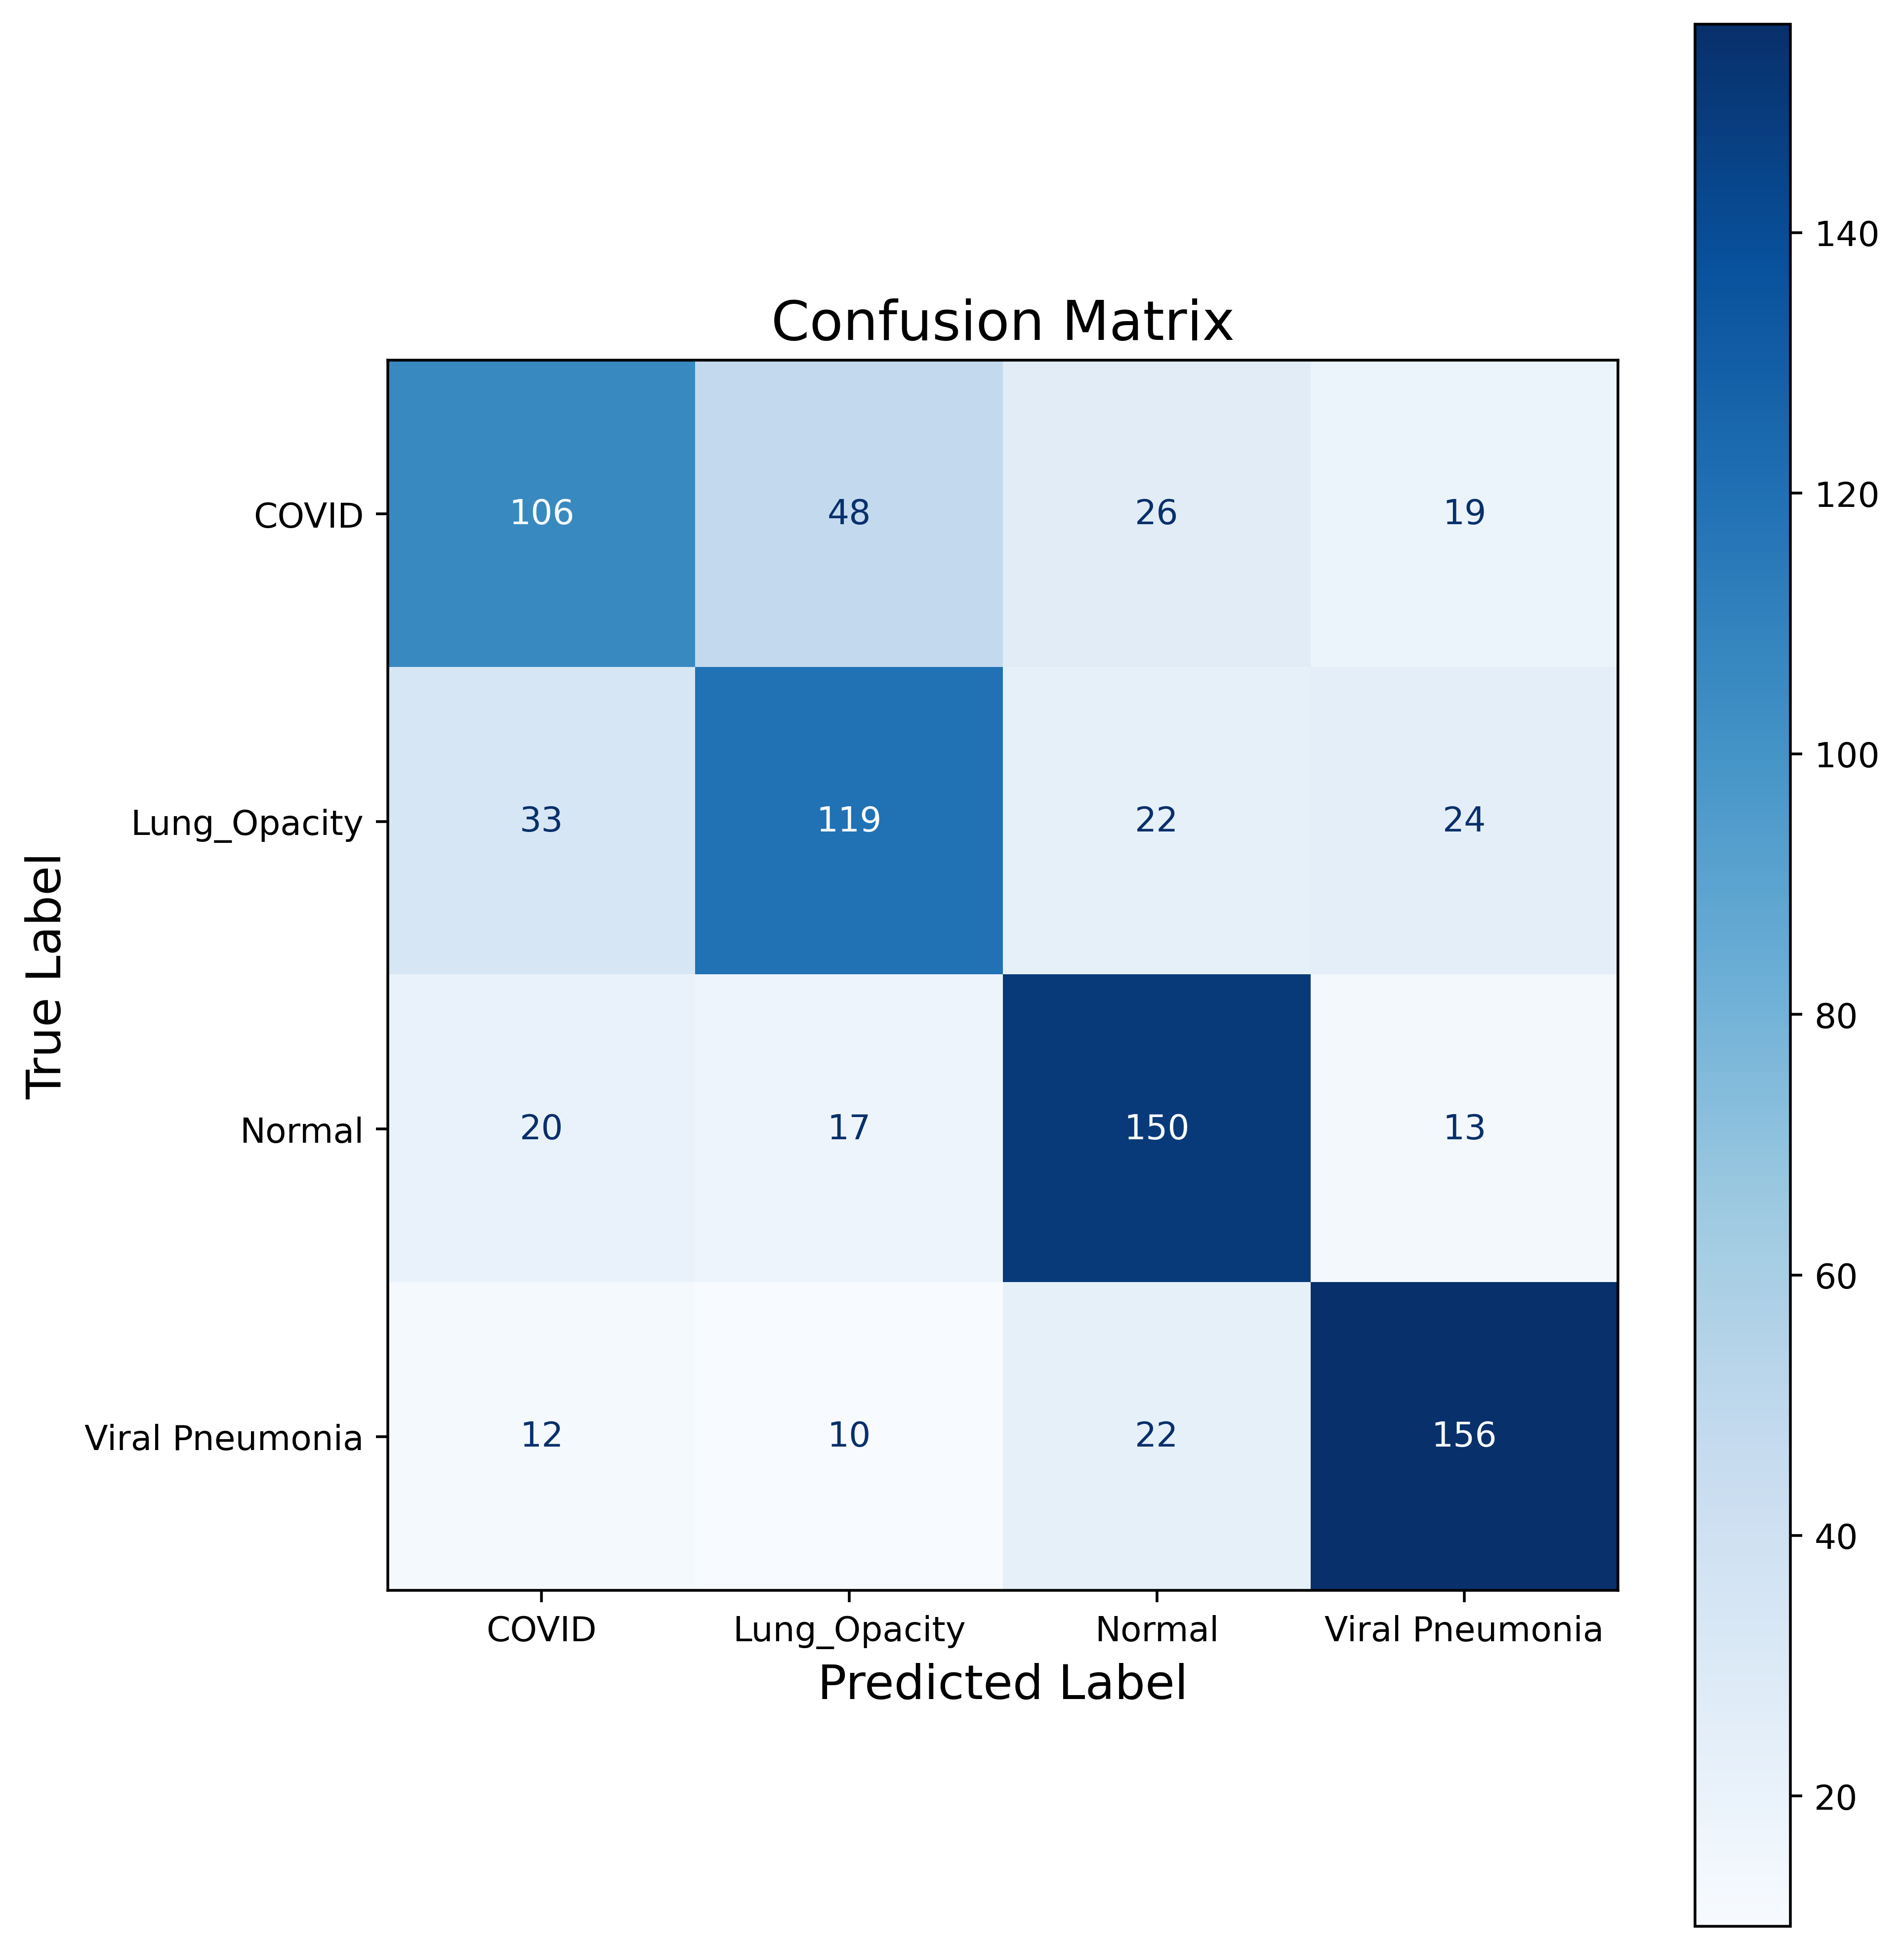 Confusion Matrix
True Label
COVID 106 48 26 19
Lung_Opacity 33 119 22 24
Normal 20 17 150 13
Viral Pneumonia 12 10 22 156
COVID Lung_Opacity Normal Viral Pneumonia
Predicted Label
140
120
100
80
60
40
20